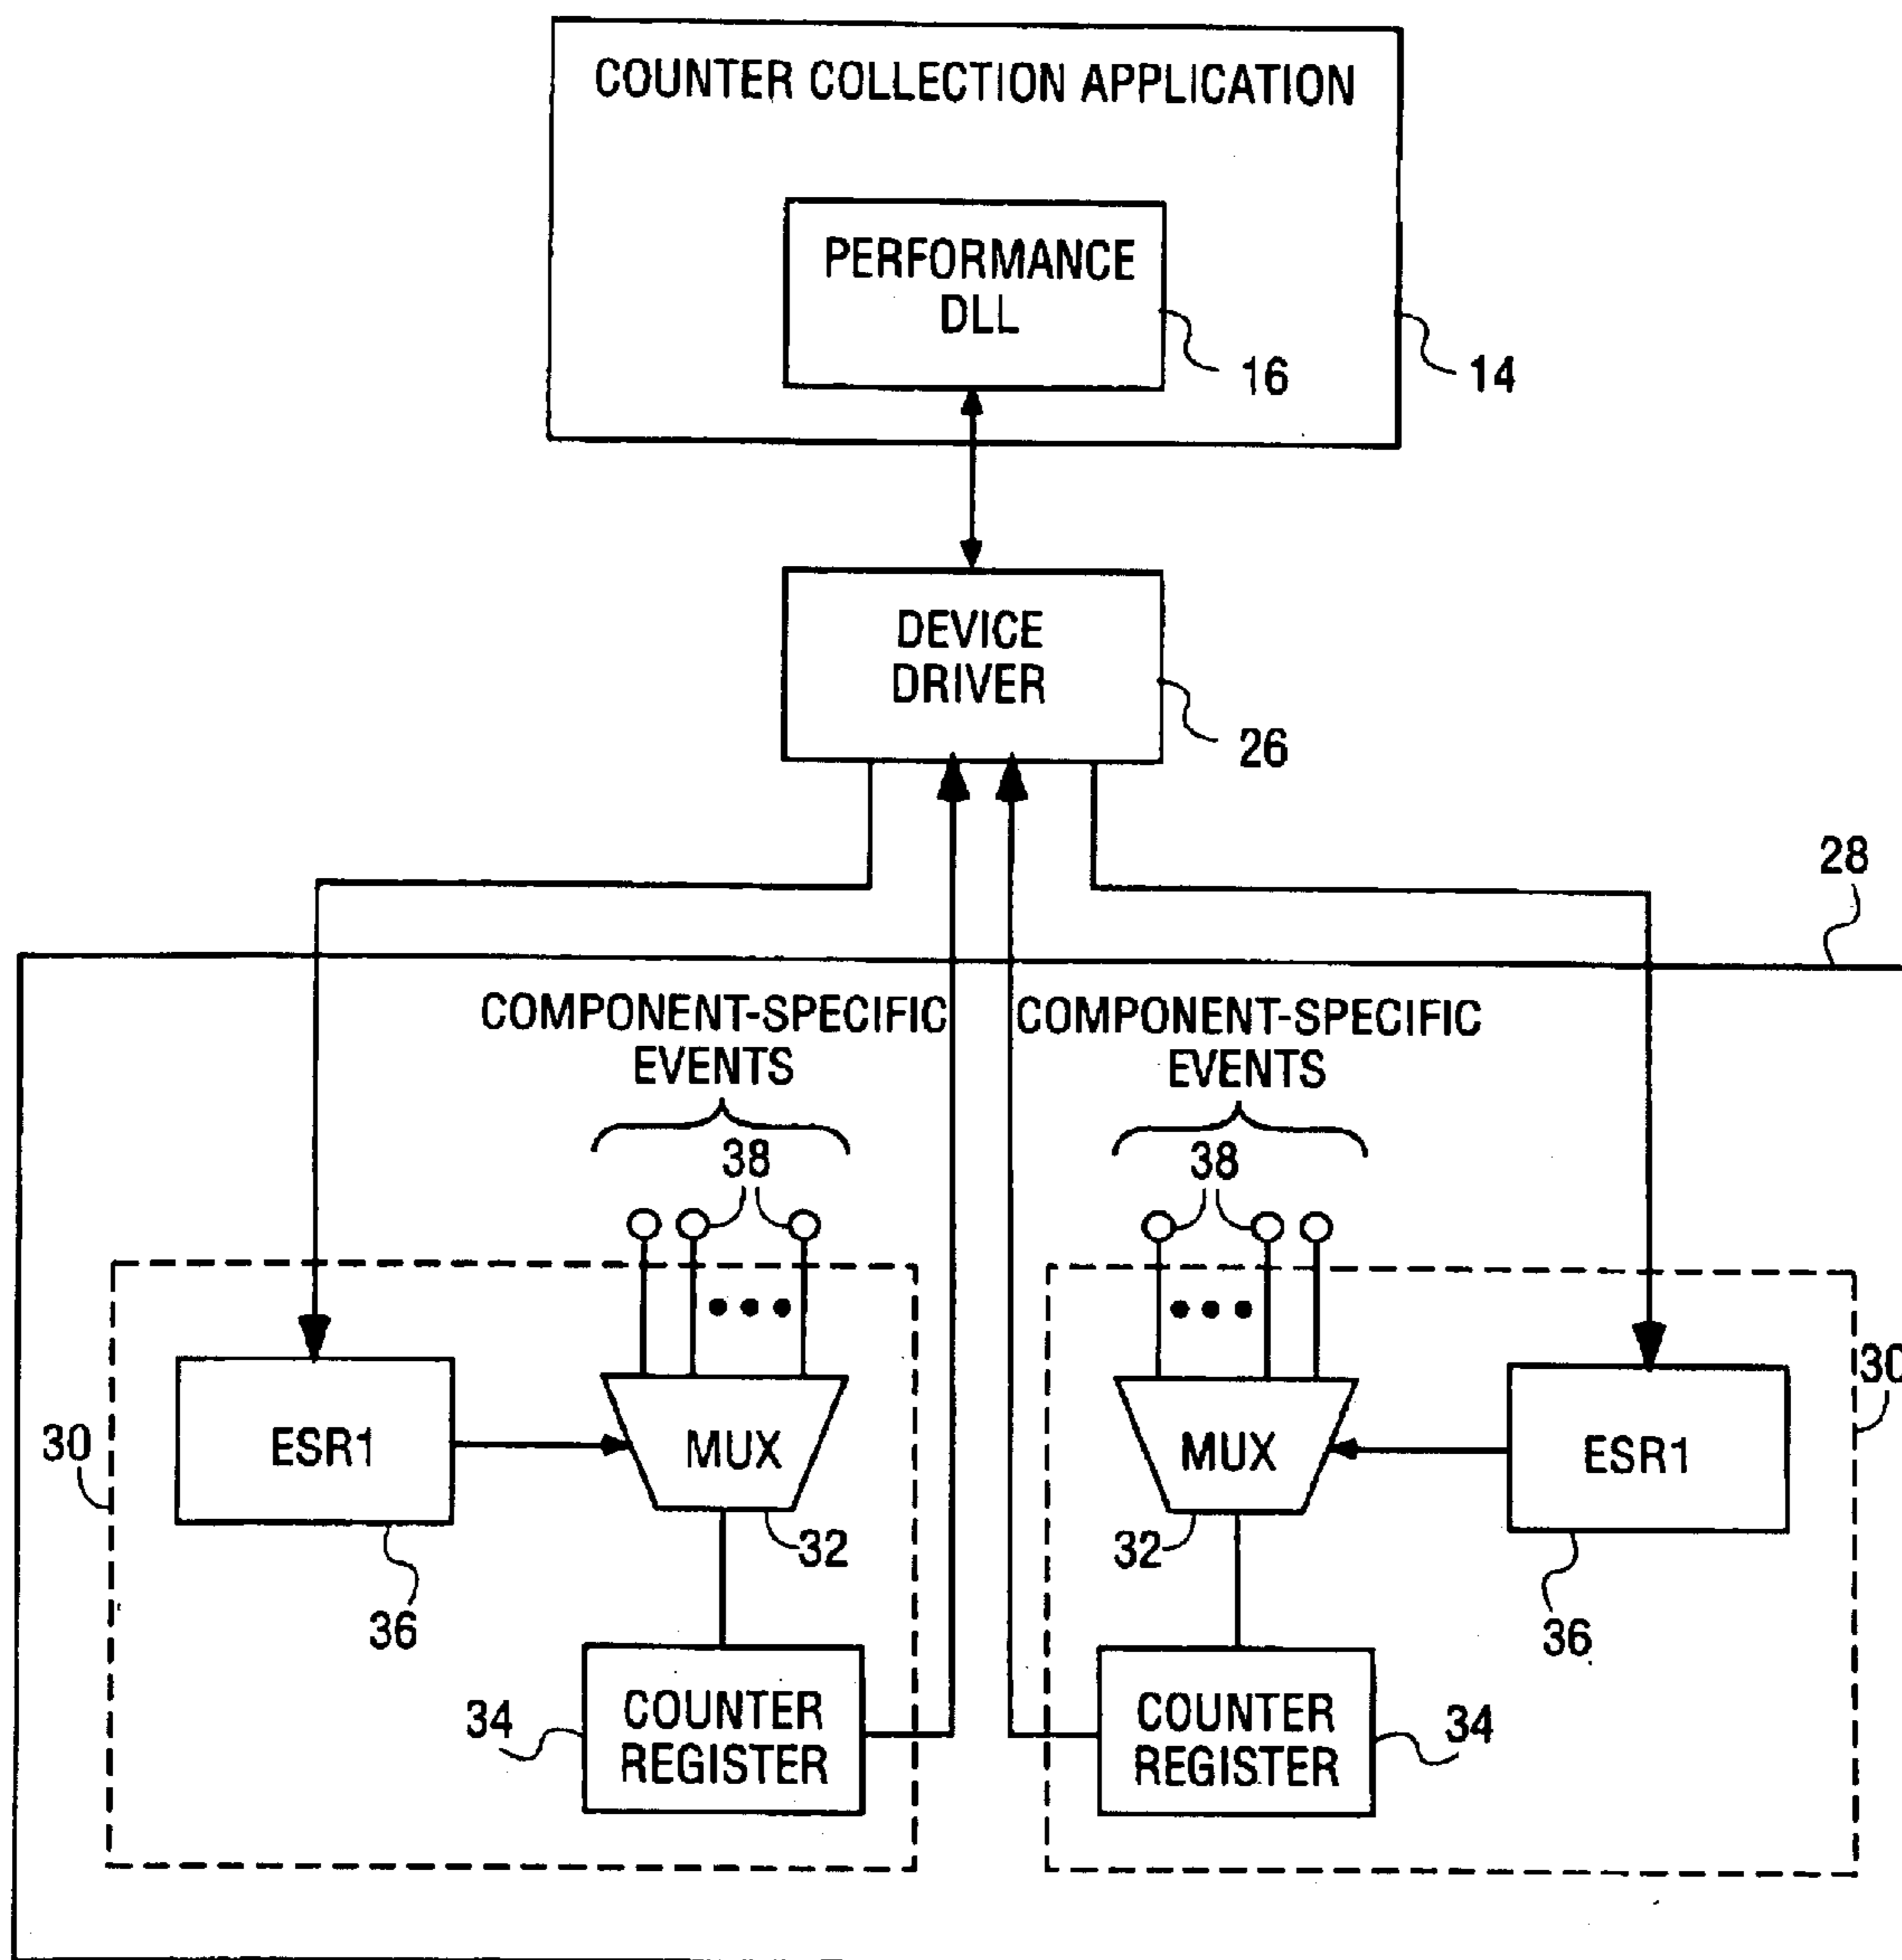 COUNTER COLLECTION APPLICATION
PERFORMANCE
DLL
16
14
DEVICE
DRIVER
26
28
COMPONENT-SPECIFIC
EVENTS
COMPONENT-SPECIFIC
EVENTS
38
38
30
ESR1
MUX
MUX
ESR1
30
32
32
36
36
34
COUNTER
REGISTER
COUNTER
REGISTER
34